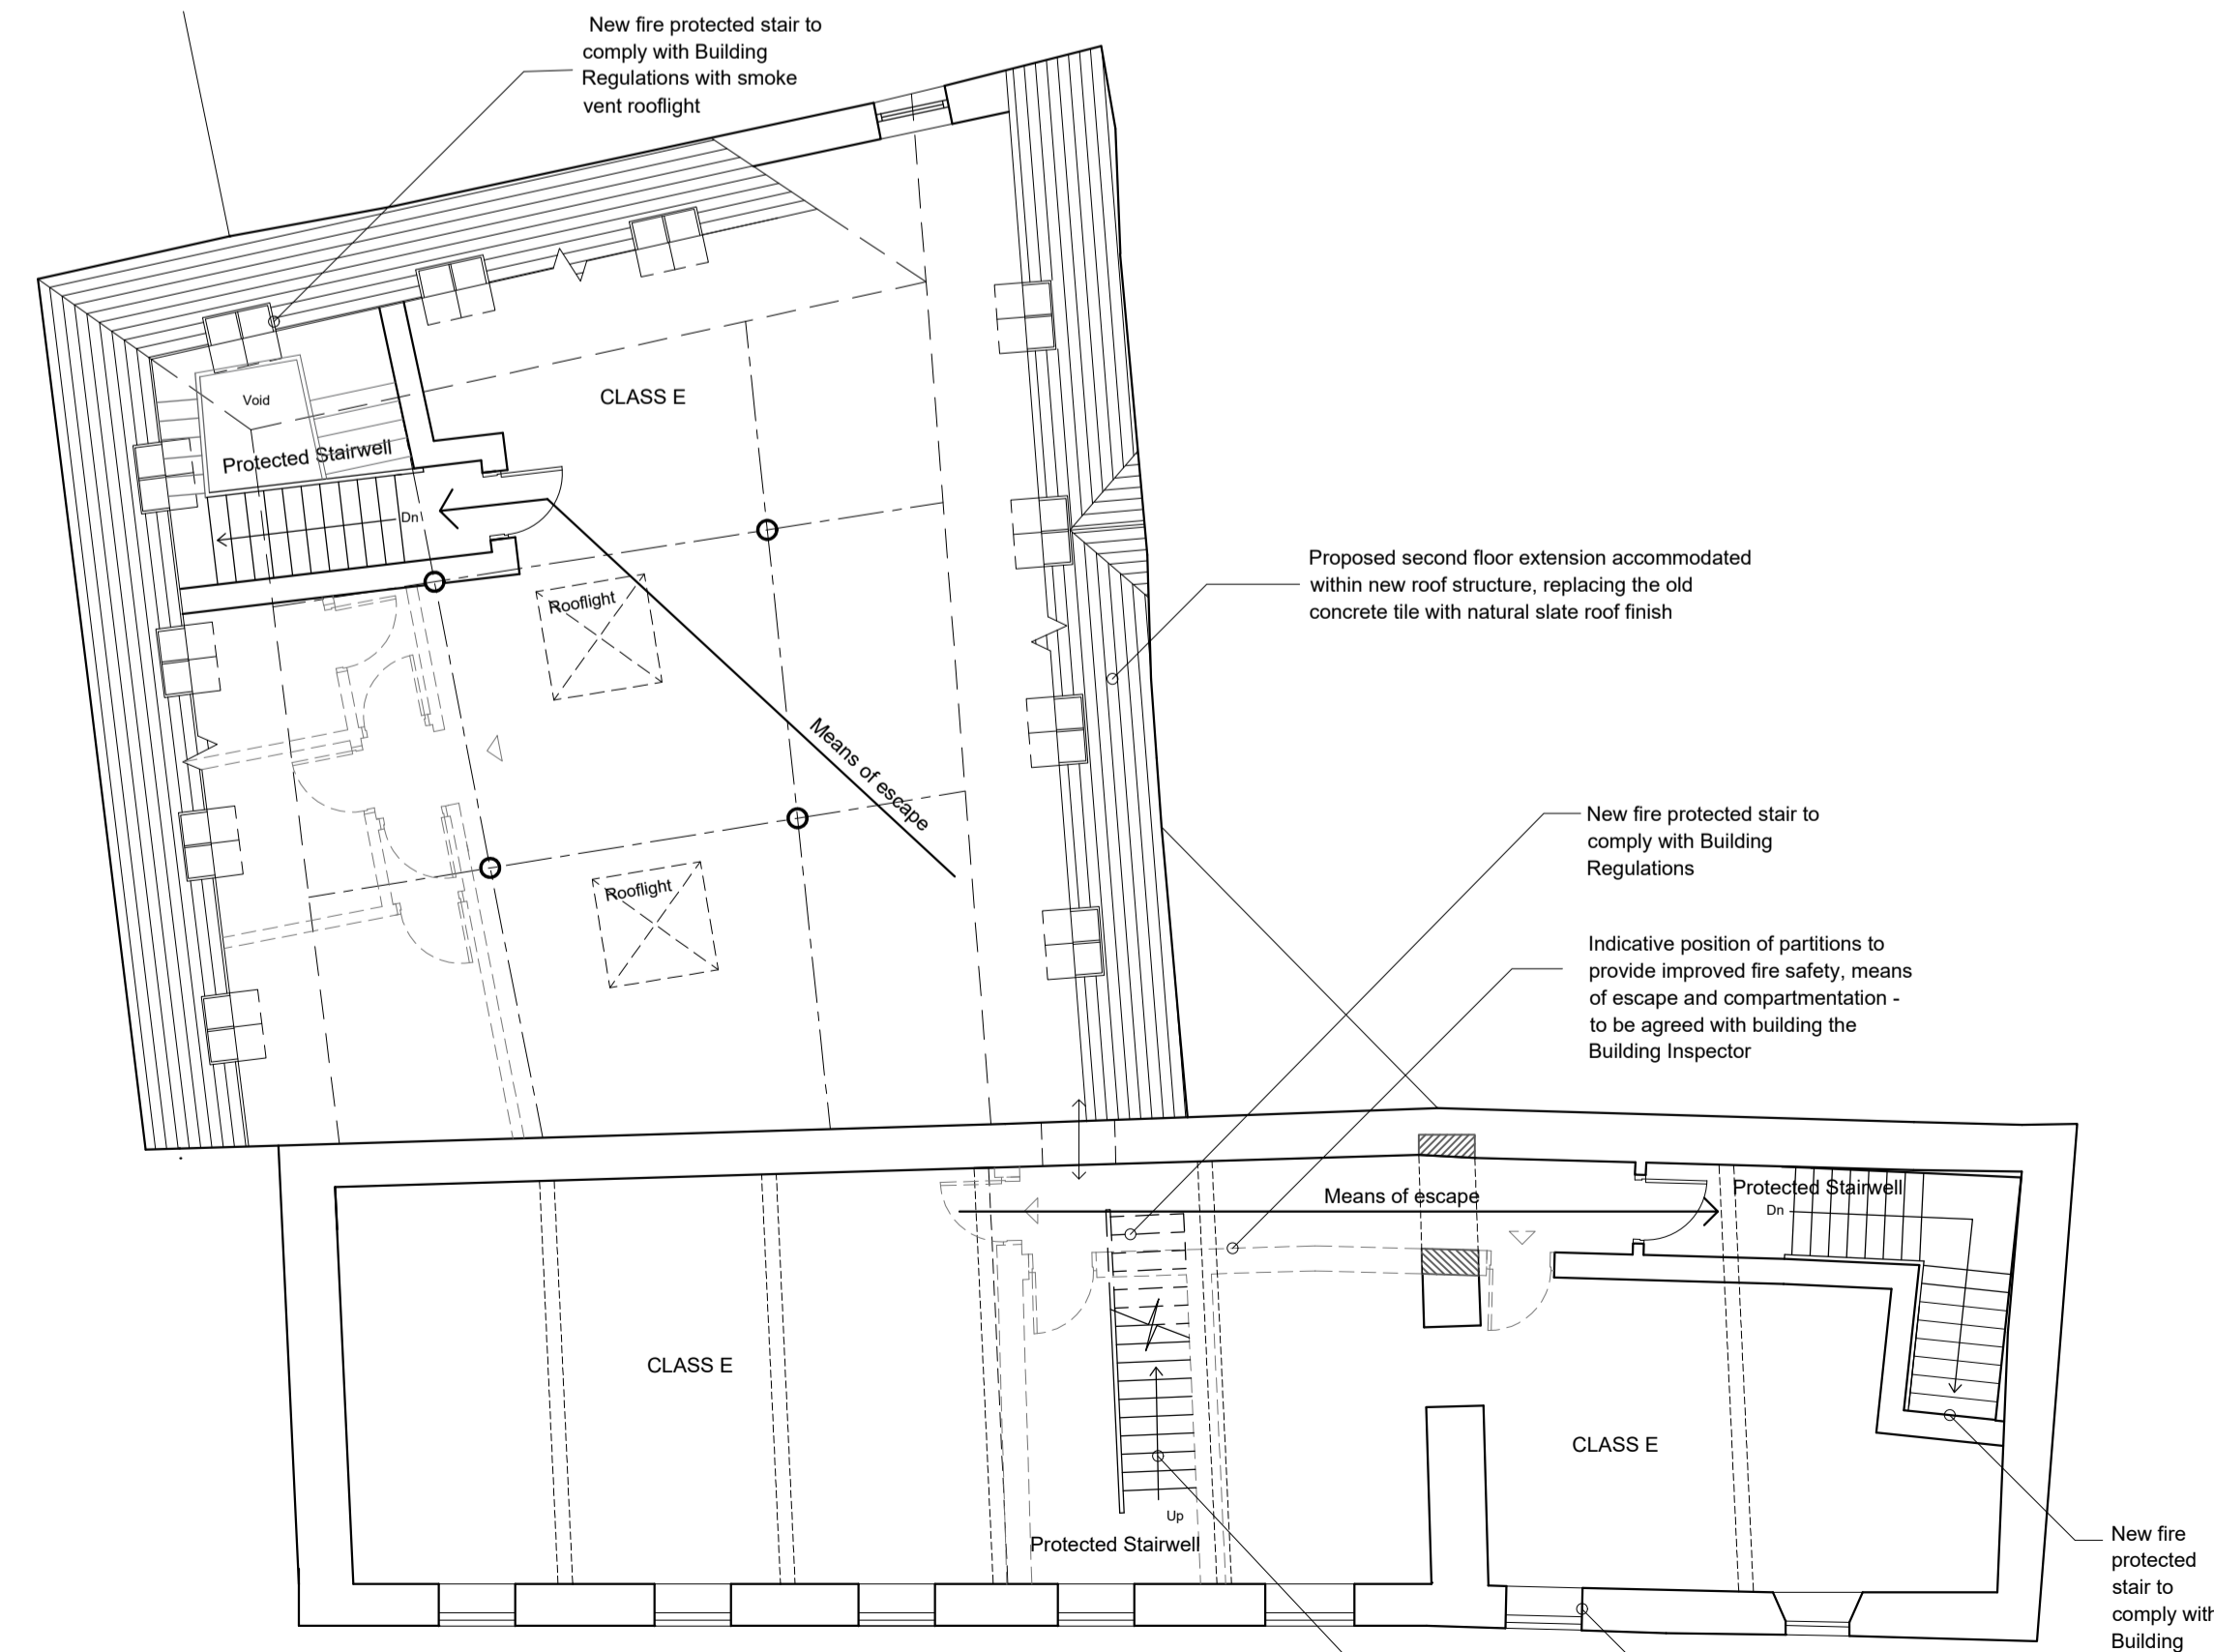 New fire protected stair to
comply with Building
Regulations with smoke
vent rooflight
CLASS E
Void
Protected Stairwell
Dn
Proposed second floor extension accommodated
within new roof structure, replacing the old
concrete tile with natural slate roof finish
Rooflight
Means of escape
New fire protected stair to
comply with Building
Regulations
Rooflight
Indicative position of partitions to
provide improved fire safety, means
of escape and compartmentation -
to be agreed with building the
Building Inspector
Means of escape
Protected Stairwell
Dn
CLASS E
CLASS E
Up
Protected Stairwell
New fire
protected
stair to
comply with
Building